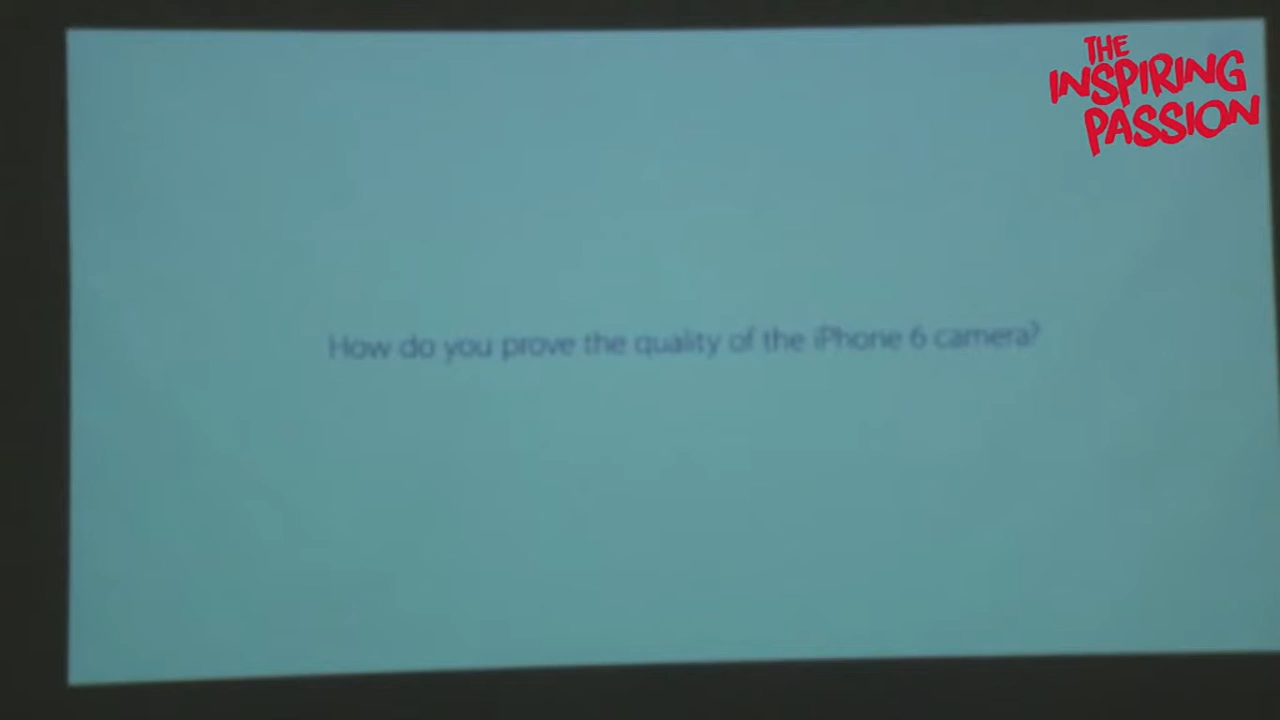 THE
INSPIRING
PASSION
How do you prove the quality of the iPhone 6 camera?